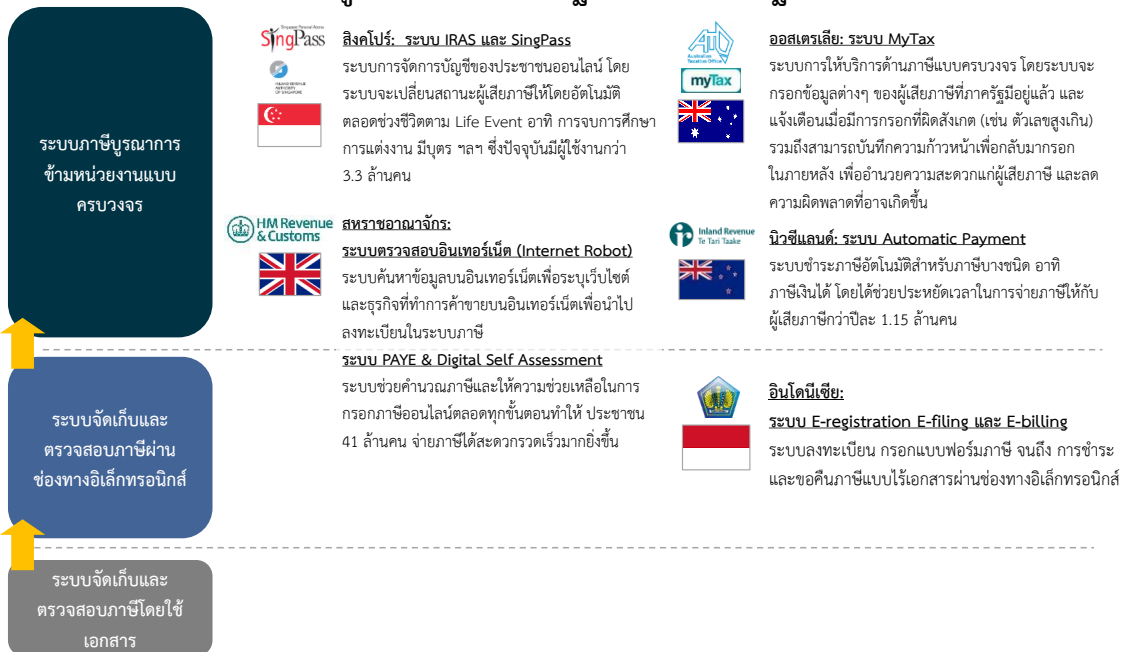 ระบบภาษีบูรณาการ
ข้ามหน่วยงานแบบ
ครบวงจร
SingPass
INLAND REVENUE
AUTHORITY
OF SINGAPORE
สิงคโปร์: ระบบ IRAS และ SingPass
ระบบการจัดการบัญชีของประชาชนออนไลน์ โดย
ระบบจะเปลี่ยนสถานะผู้เสียภาษีให้โดยอัตโนมัติ
ตลอดช่วงชีวิตตาม Life Event อาทิ การจบการศึกษา
การแต่งงาน มีบุตร ฯลฯ ซึ่งปัจจุบันมีผู้ใช้งานกว่า
3.3 ล้านคน
Australian
Taxation Office
myTax
ออสเตรเลีย: ระบบ MyTax
ระบบการให้บริการด้านภาษีแบบครบวงจร โดยระบบจะ
กรอกข้อมูลต่างๆ ของผู้เสียภาษีที่ภาครัฐมีอยู่แล้ว และ
แจ้งเตือนเมื่อมีการกรอกที่ผิดสังเกต (เช่น ตัวเลขสูงเกิน)
รวมถึงสามารถบันทึกความก้าวหน้าเพื่อกลับมากรอก
ในภายหลัง เพื่ออำนวยความสะดวกแก่ผู้เสียภาษี และลด
ความผิดพลาดที่อาจเกิดขึ้น
HM Revenue
& Customs
สหราชอาณาจักร:
ระบบตรวจสอบอินเทอร์เน็ต (Internet Robot)
ระบบค้นหาข้อมูลบนอินเทอร์เน็ตเพื่อระบุเว็บไซต์
และธุรกิจที่ทำการค้าขายบนอินเทอร์เน็ตเพื่อนำไป
ลงทะเบียนในระบบภาษี
ระบบ PAYE & Digital Self Assessment
ระบบช่วยคำนวณภาษีและให้ความช่วยเหลือในการ
กรอกภาษีออนไลน์ตลอดทุกขั้นตอนทำให้ ประชาชน
41 ล้านคน จ่ายภาษีได้สะดวกรวดเร็วมากยิ่งขึ้น
Inland Revenue
Te Tari Taake
นิวซีแลนด์: ระบบ Automatic Payment
ระบบชำระภาษีอัตโนมัติสำหรับภาษีบางชนิด อาทิ
ภาษีเงินได้ โดยได้ช่วยประหยัดเวลาในการจ่ายภาษีให้กับ
ผู้เสียภาษีกว่าปีละ 1.15 ล้านคน
ระบบจัดเก็บและ
ตรวจสอบภาษีผ่าน
ช่องทางอิเล็กทรอนิกส์
อินโดนีเซีย:
ระบบ E-registration E-filing และ E-billing
ระบบลงทะเบียน กรอกแบบฟอร์มภาษี จนถึง การชำระ
และขอคืนภาษีแบบไร้เอกสารผ่านช่องทางอิเล็กทรอนิกส์
ระบบจัดเก็บและ
ตรวจสอบภาษีโดยใช้
เอกสาร